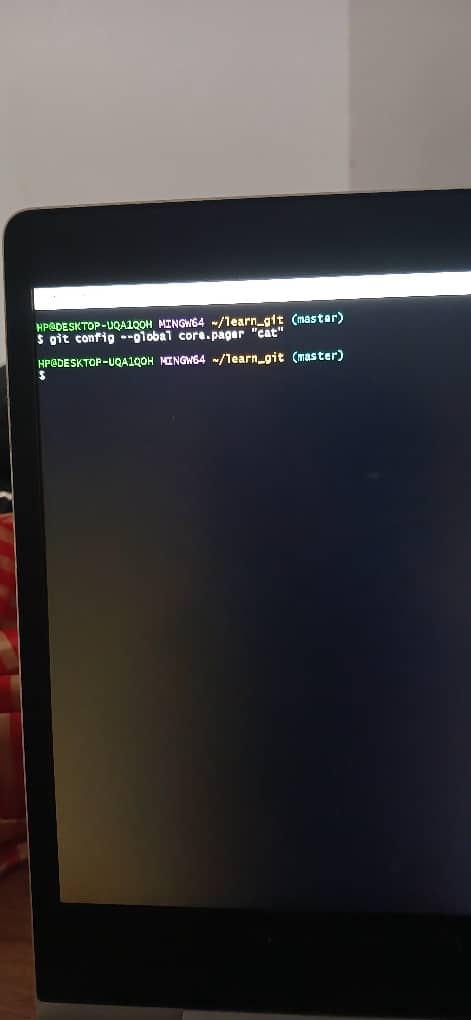 HP@DESKTOP-UQA1QOH MINGW64 ~/learn_git (master)
$ git config --global core.pager "cat"
HP@DESKTOP-UQA1QOH MINGW64 ~/learn_git (master)
$